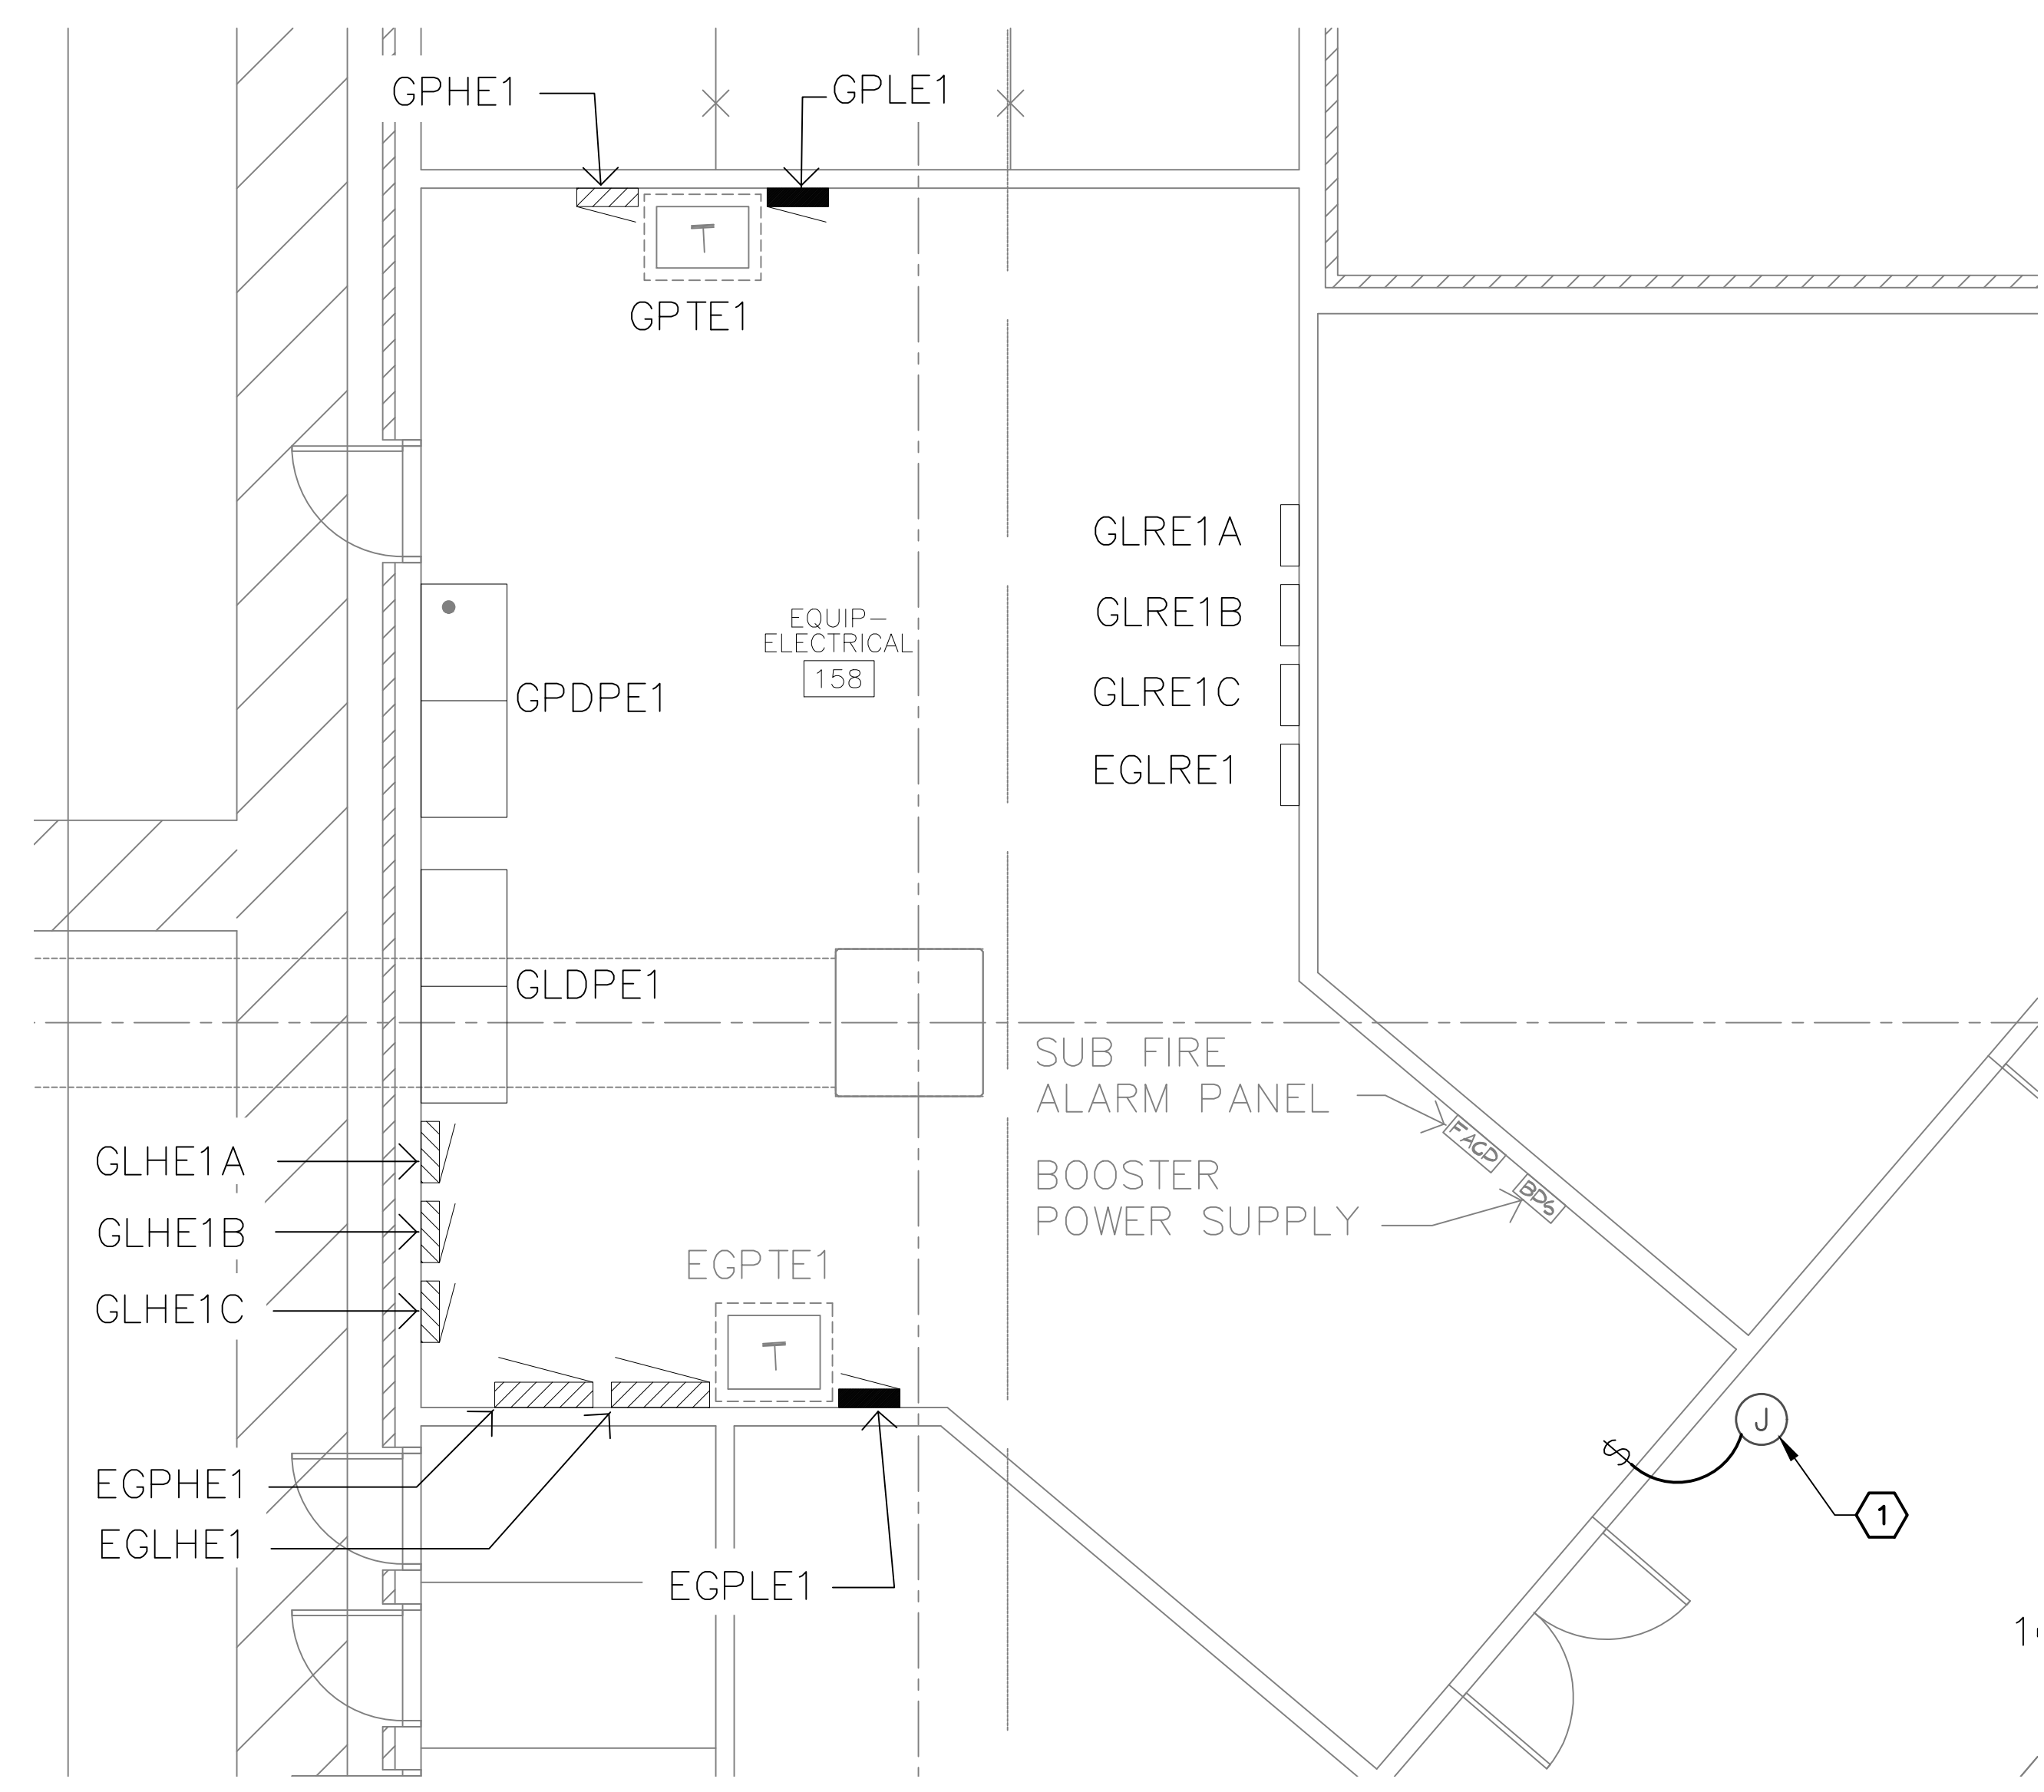 GPHE1
GPLE1
T
GPTE1
GLRE1A
GLRE1B
EQUIP-
ELECTRICAL
158
GPDPE1
GLRE1C
EGLRE1
GLDPE1
SUB FIRE
ALARM PANEL
FACP
GLHE1A
BOOSTER
POWER SUPPLY
BPS
GLHE1B
EGPTE1
GLHE1C
T
J
$
EGPHE1
1
EGLHE1
EGPLE1